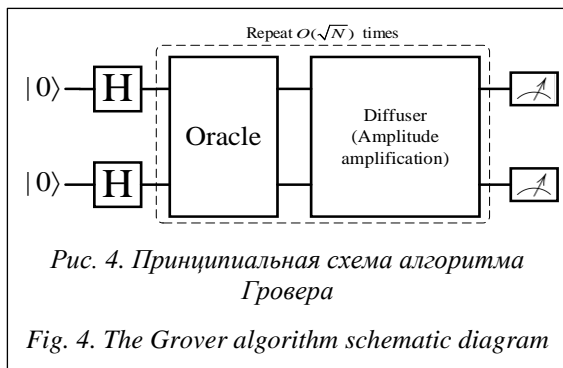 Repeat O(√N) times
|0⟩ H
Oracle
Diffuser
(Amplitude
amplification)
|0⟩ H
Рис. 4. Принципиальная схема алгоритма
Гровера
Fig. 4. The Grover algorithm schematic diagram